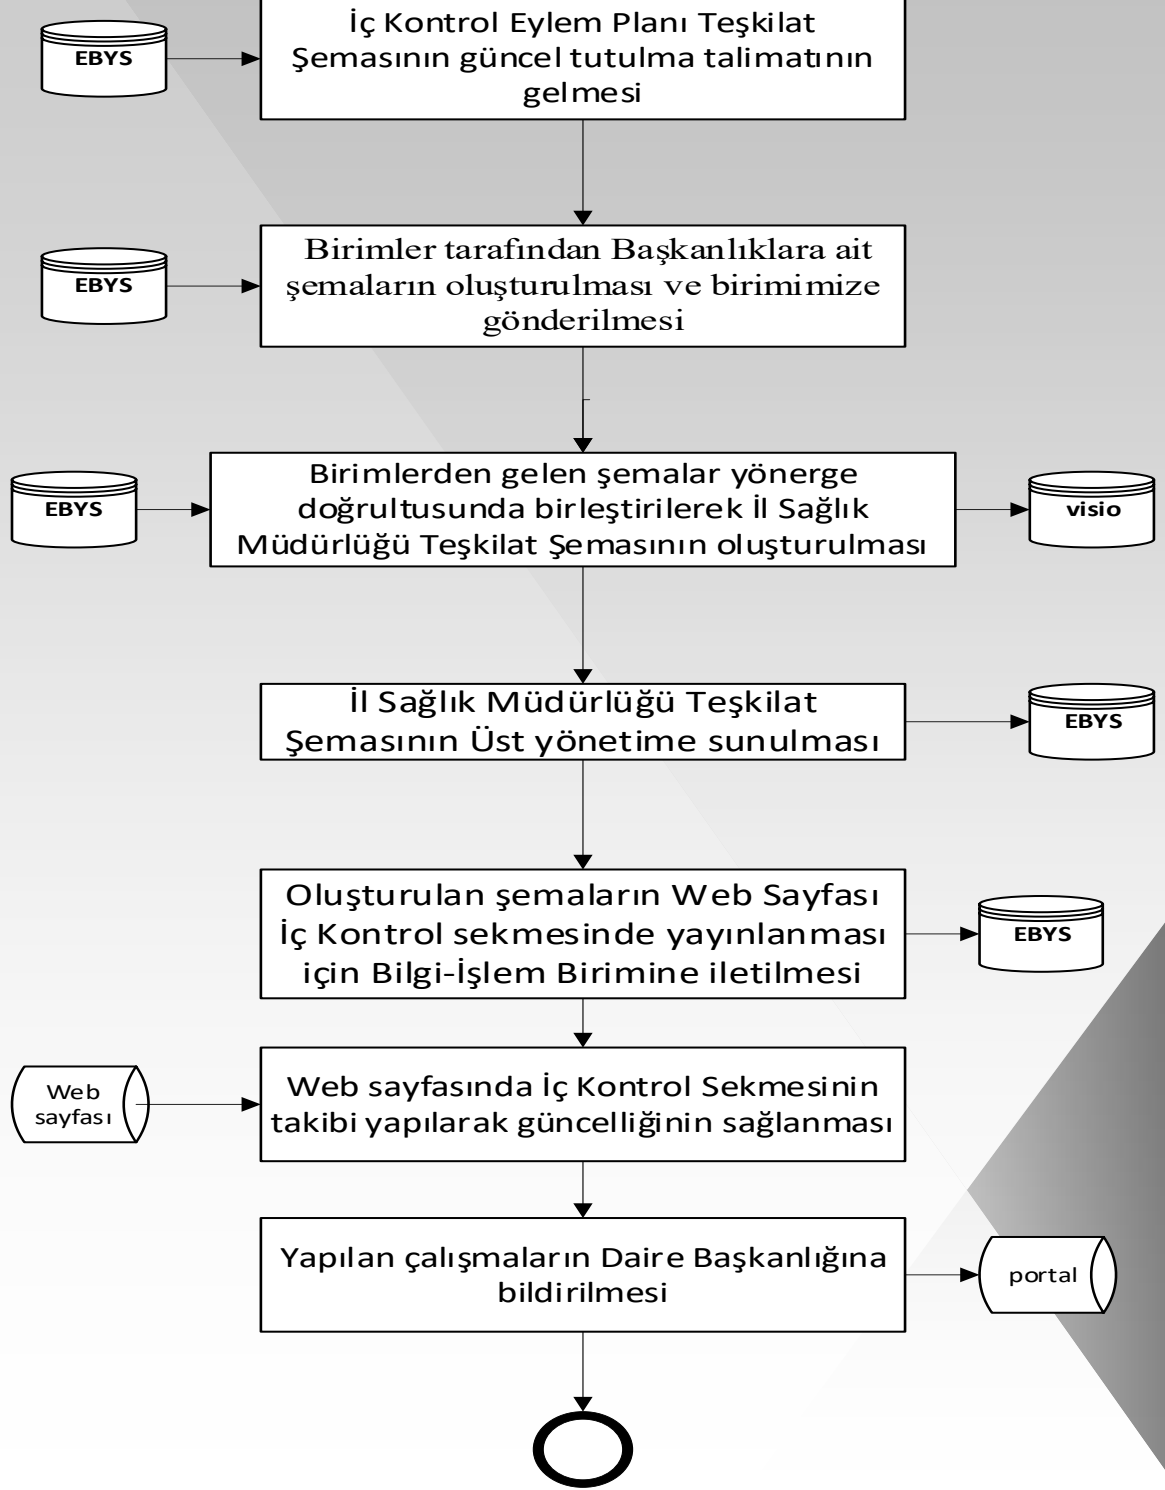 İç Kontrol Eylem Planı Teşkilat
Şemasının güncel tutulma talimatının
gelmesi
EBYS
Birimler tarafından Başkanlıklara ait
şemaların oluşturulması ve birimimize
gönderilmesi
EBYS
Birimlerden gelen şemalar yönerge
doğrultusunda birleştirilerek İl Sağlık
Müdürlüğü Teşkilat Şemasının oluşturulması
EBYS
visio
İl Sağlık Müdürlüğü Teşkilat
Şemasının Üst yönetime sunulması
EBYS
Oluşturulan şemaların Web Sayfası
İç Kontrol sekmesinde yayınlanması
için Bilgi-İşlem Birimine iletilmesi
EBYS
Web
sayfası
Web sayfasında İç Kontrol Sekmesinin
takibi yapılarak güncelliğinin sağlanması
Yapılan çalışmaların Daire Başkanlığına
bildirilmesi
portal